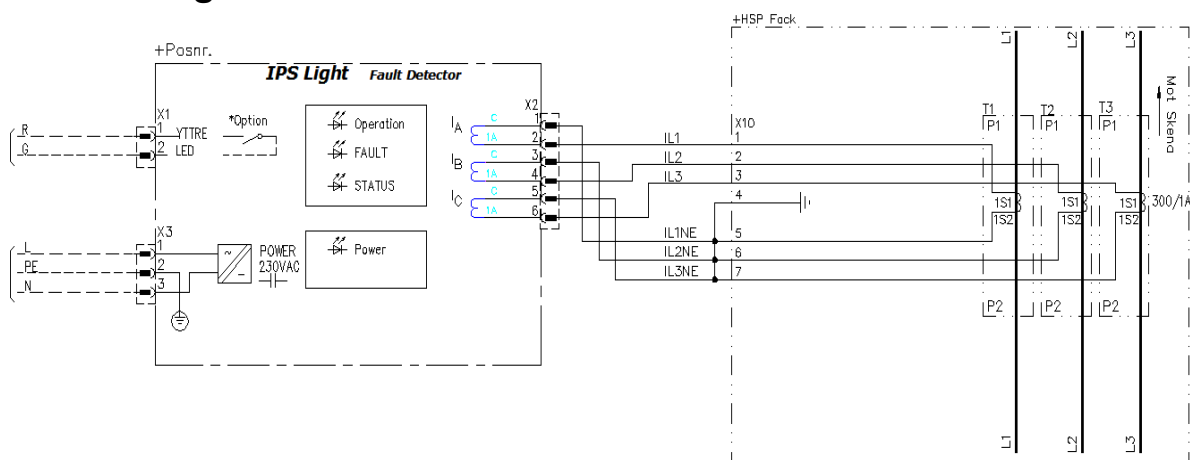 +HSP Fack
+Posnr.
IPS Light Fault Detector
L1 L2 L3
Mot Skena
X1
1 YTTRE
2 LED
R
G
*Option
Operation
FAULT
STATUS
X2
IA C 1
1A 2
IB C 3
1A 4
IC C 5
1A 6
X10
IL1 1
IL2 2
IL3 3
4
IL1NE 5
IL2NE 6
IL3NE 7
T1 T2 T3
P1 P1 P1
1S1 1S1 1S1 300/1A
1S2 1S2 1S2
P2 P2 P2
X3
L 1
PE 2
N 3
~
-
POWER
230VAC
Power
L1 L2 L3